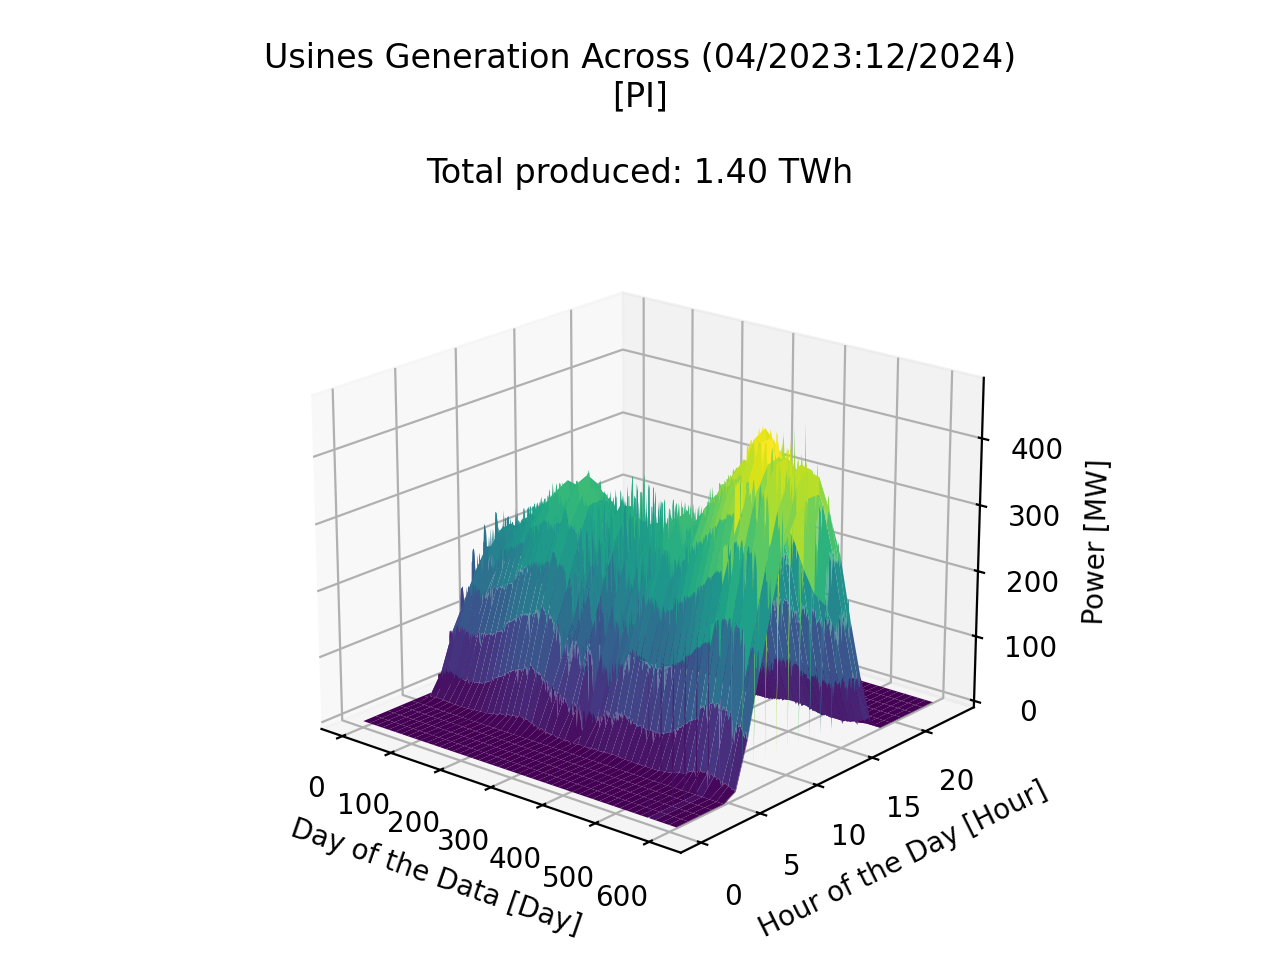 Usines Generation Across (04/2023:12/2024)
[PI]
Total produced: 1.40 TWh
400
300
200
100
0
Power [MW]
0
100
200
300
400
500
600
Day of the Data [Day]
0
5
10
15
20
Hour of the Day [Hour]